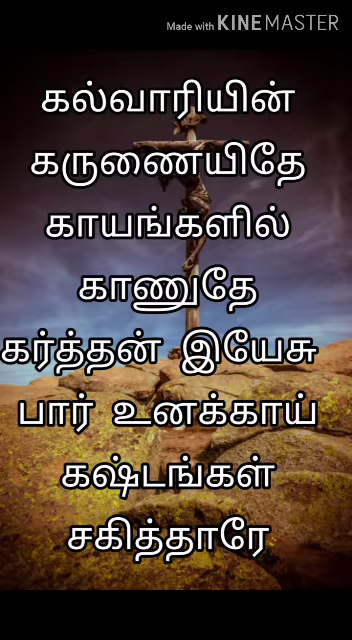 Made with KINEMASTER
கல்வாரியின்
கருணையிதே
காயங்களில்
காணுதே
கர்த்தன் இயேசு
பார் உனக்காய்
கஷ்டங்கள்
சகித்தாரே